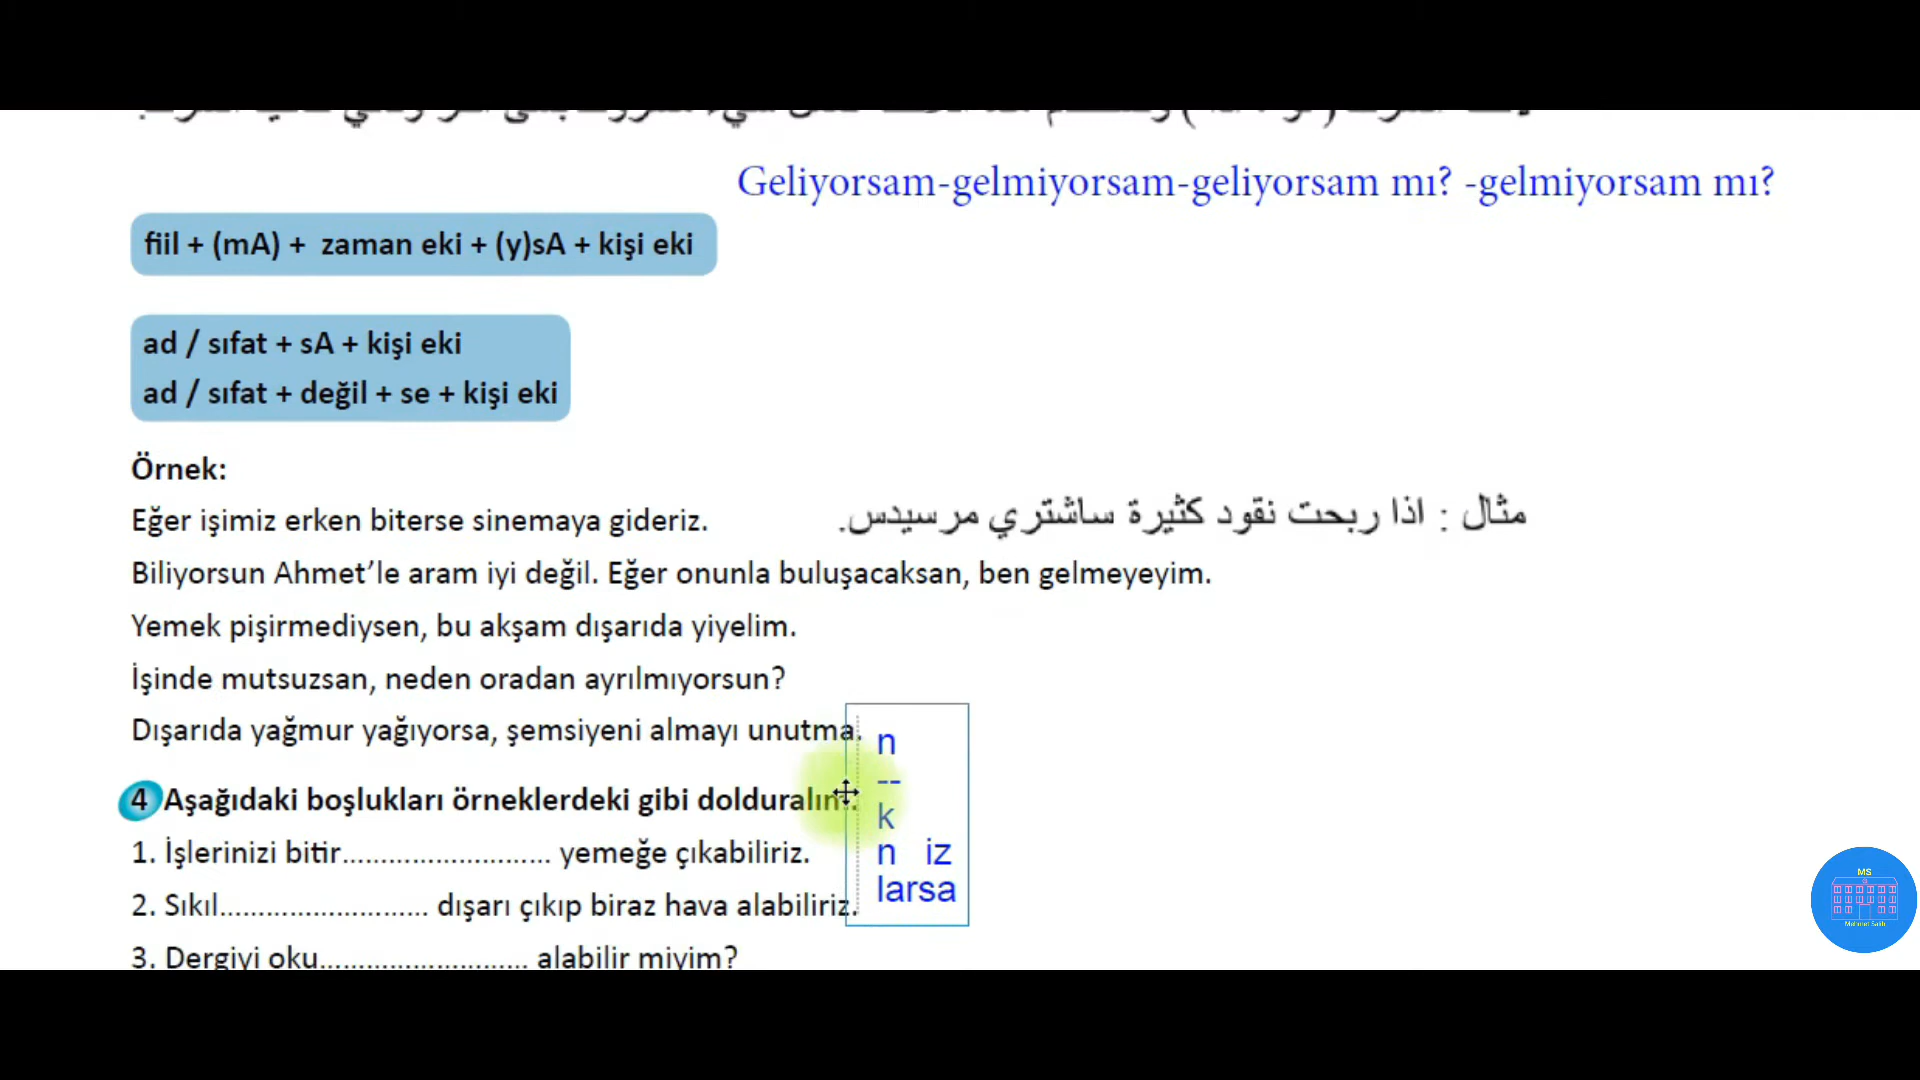 Geliyorsam-gelmiyorsam-geliyorsam mı? -gelmiyorsam mı?
fiil + (mA) + zaman eki + (y)sA + kişi eki
ad / sıfat + sA + kişi eki
ad / sıfat + değil + se + kişi eki
Örnek:
Eğer işimiz erken biterse sinemaya gideriz.
مثال : اذا ربحت نقود كثيرة ساشتري مرسيدس.
Biliyorsun Ahmet’le aram iyi değil. Eğer onunla buluşacaksan, ben gelmeyeyim.
Yemek pişirmediysen, bu akşam dışarıda yiyelim.
İşinde mutsuzsan, neden oradan ayrılmıyorsun?
Dışarıda yağmur yağıyorsa, şemsiyeni almayı unutma.
4 Aşağıdaki boşlukları örneklerdeki gibi dolduralım.
1. İşlerinizi bitir........................... yemeğe çıkabiliriz.
2. Sıkıl........................... dışarı çıkıp biraz hava alabiliriz.
3. Dergiyi oku........................... alabilir miyim?
n
--
k
n iz
larsa
MS
Mehmet Salih